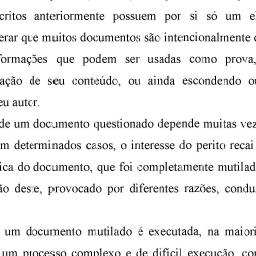 critos anteriormente possuem por si só um e
erar que muitos documentos são intencionalmente
formações que podem ser usadas como prova,
ação de seu conteúdo, ou ainda escondendo o
eu autor.
de um documento questionado depende muitas vez
m determinados casos, o interesse do perito recai
ica do documento, que foi completamente mutilad
ão deste, provocado por diferentes razões, condu
um documento mutilado é executada, na maiori
um processo complexo e de difícil execução, co